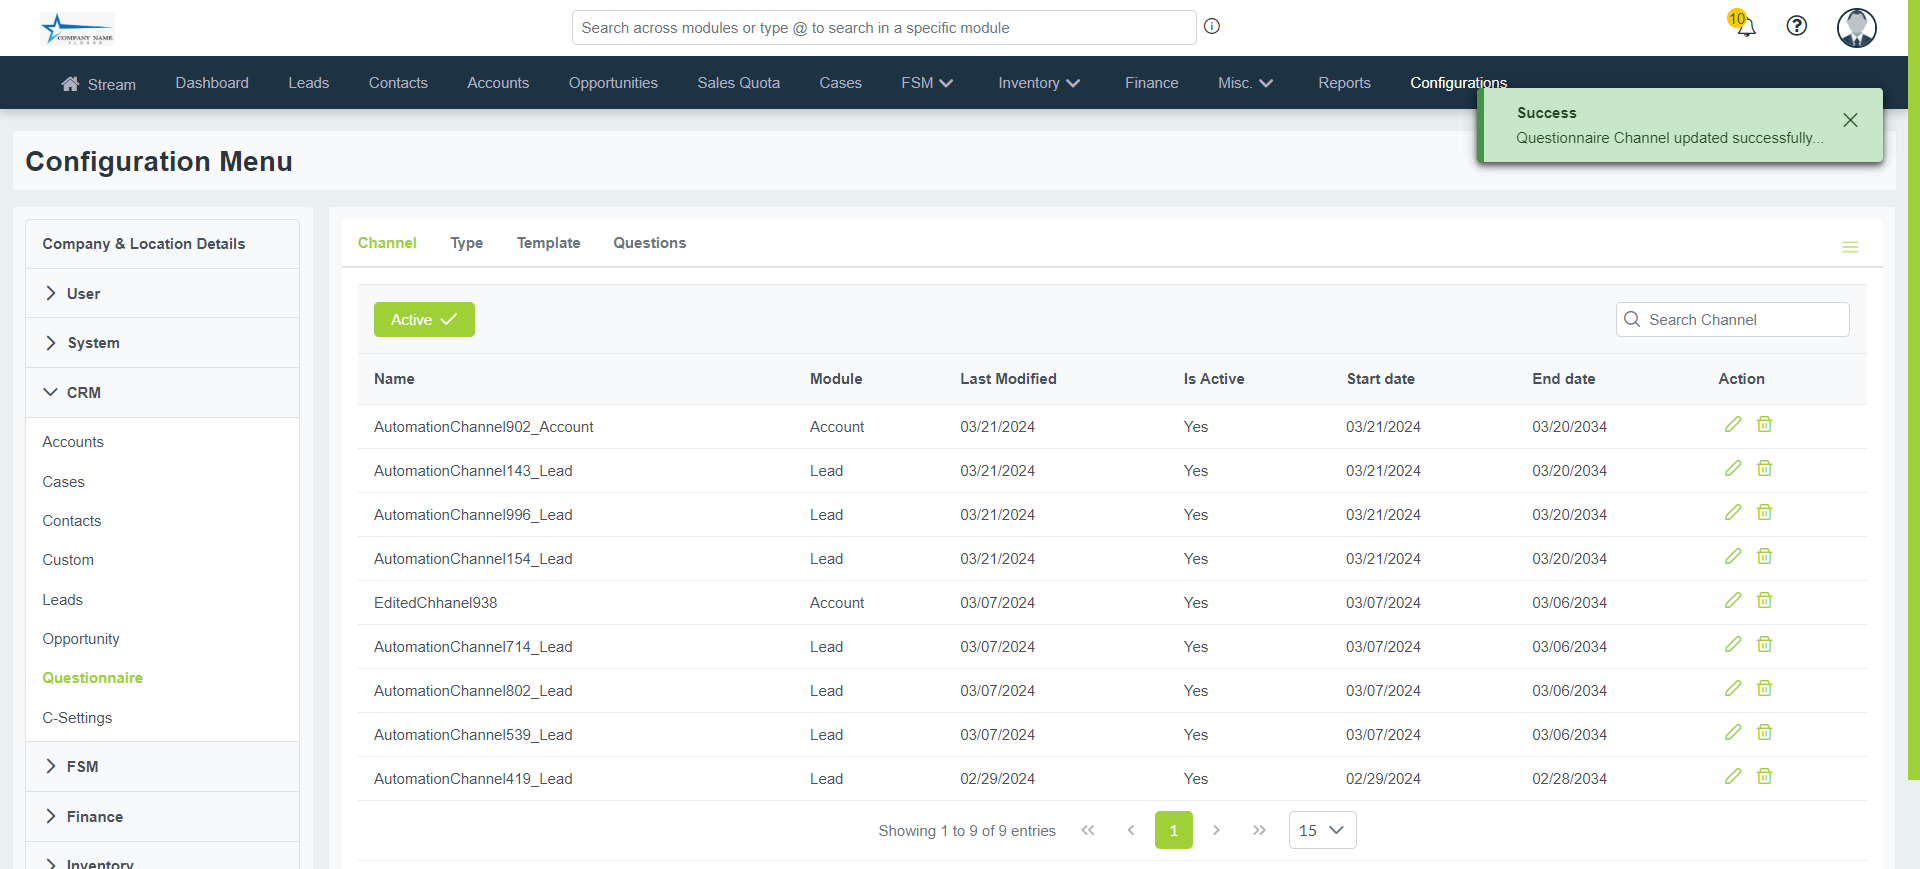 COMPANY NAME
Search across modules or type @ to search in a specific module
10
Stream
Dashboard
Leads
Contacts
Accounts
Opportunities
Sales Quota
Cases
FSM
Inventory
Finance
Misc.
Reports
Configurations
Success
Questionnaire Channel updated successfully...
Configuration Menu
Company & Location Details
User
System
CRM
Accounts
Cases
Contacts
Custom
Leads
Opportunity
Questionnaire
C-Settings
FSM
Finance
Inventory
Channel Type Template Questions
Active
Search Channel
Name Module Last Modified Is Active Start date End date Action
AutomationChannel902_Account Account 03/21/2024 Yes 03/21/2024 03/20/2034
AutomationChannel143_Lead Lead 03/21/2024 Yes 03/21/2024 03/20/2034
AutomationChannel996_Lead Lead 03/21/2024 Yes 03/21/2024 03/20/2034
AutomationChannel154_Lead Lead 03/21/2024 Yes 03/21/2024 03/20/2034
EditedChhanel938 Account 03/07/2024 Yes 03/07/2024 03/06/2034
AutomationChannel714_Lead Lead 03/07/2024 Yes 03/07/2024 03/06/2034
AutomationChannel802_Lead Lead 03/07/2024 Yes 03/07/2024 03/06/2034
AutomationChannel539_Lead Lead 03/07/2024 Yes 03/07/2024 03/06/2034
AutomationChannel419_Lead Lead 02/29/2024 Yes 02/29/2024 02/28/2034
Showing 1 to 9 of 9 entries
1
15